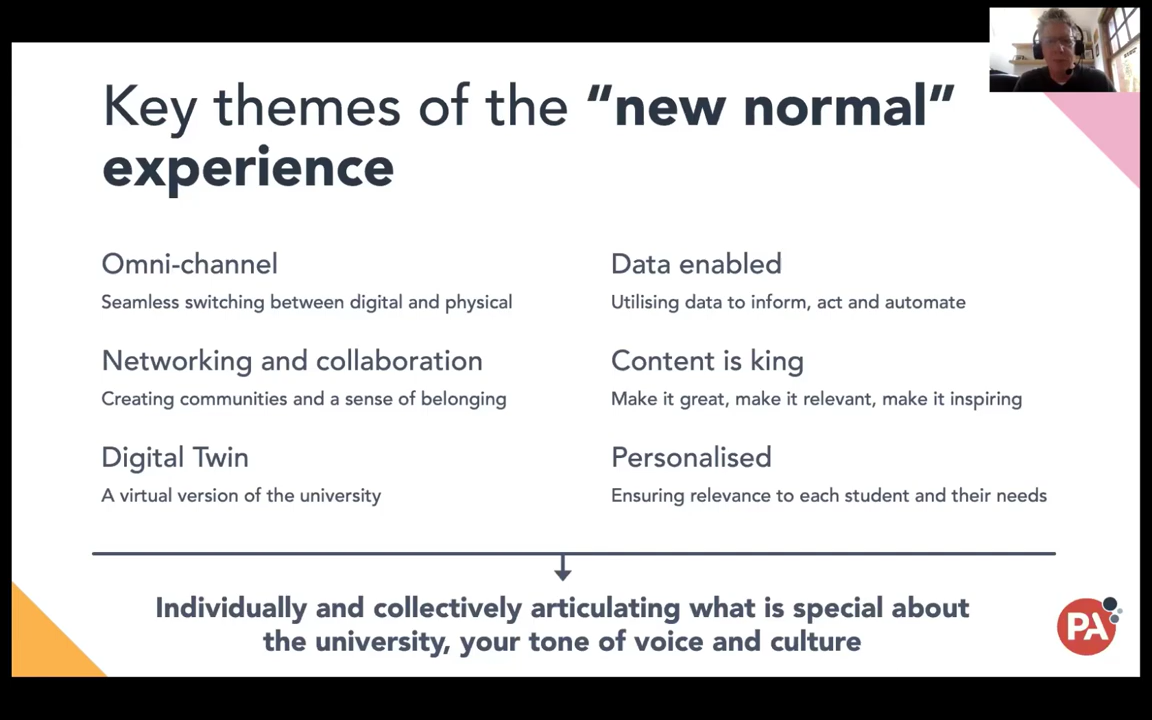 Key themes of the “new normal”
experience
Omni-channel
Seamless switching between digital and physical
Networking and collaboration
Creating communities and a sense of belonging
Digital Twin
A virtual version of the university
Data enabled
Utilising data to inform, act and automate
Content is king
Make it great, make it relevant, make it inspiring
Personalised
Ensuring relevance to each student and their needs
Individually and collectively articulating what is special about
the university, your tone of voice and culture
PA